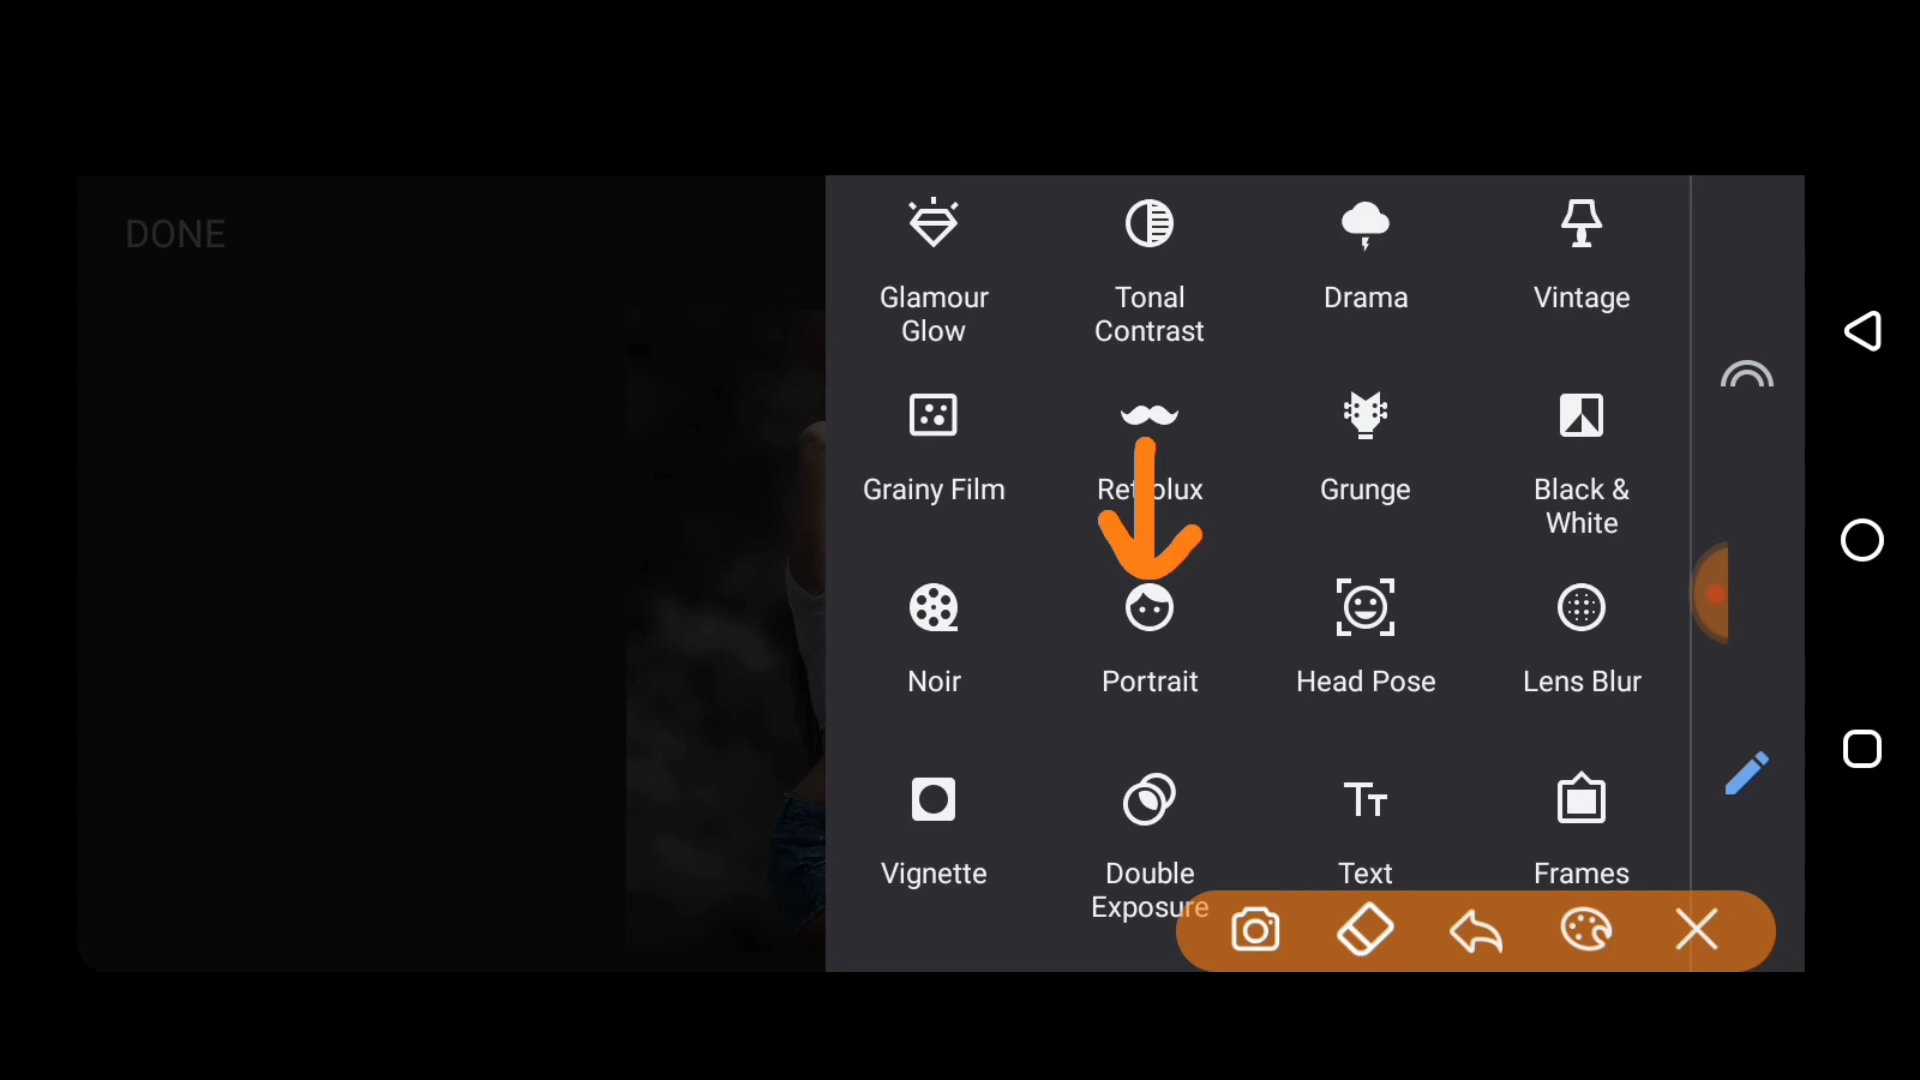 DONE
Glamour
Glow
Tonal
Contrast
Drama
Vintage
Grainy Film
Grunge
Black &
White
Noir
Portrait
Head Pose
Lens Blur
Vignette
Double
Exposure
Text
Frames